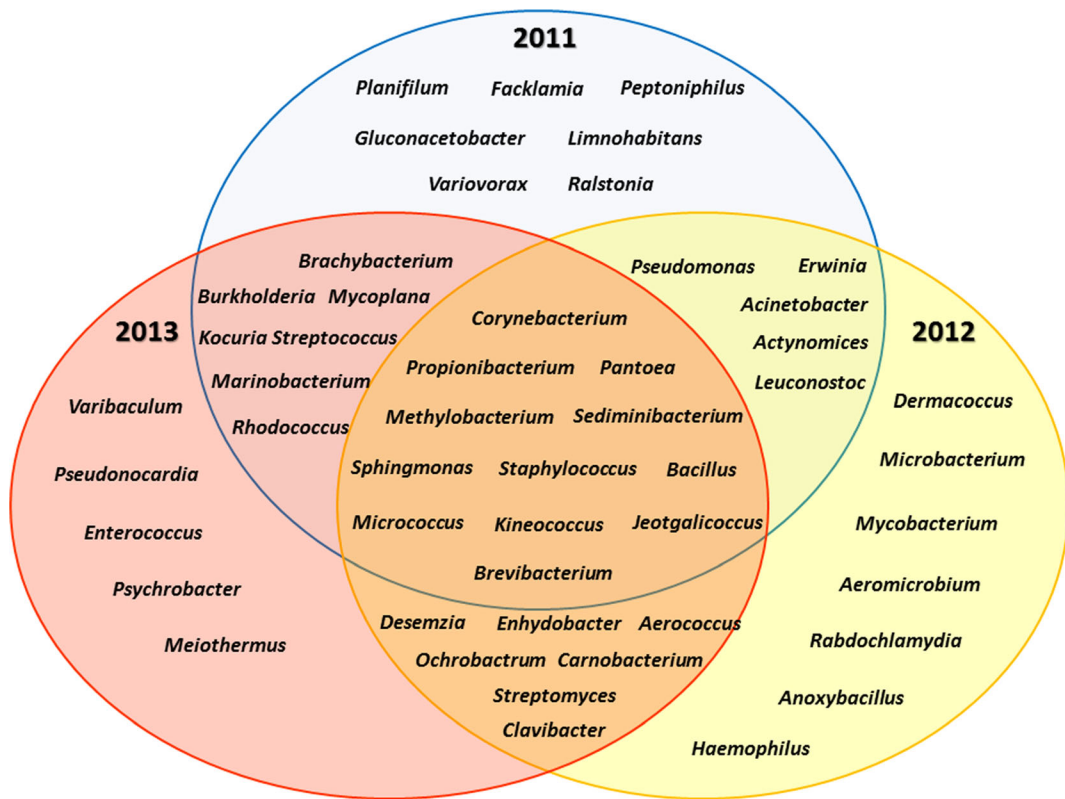 2011
Planifilum Facklamia Peptoniphilus
Gluconacetobacter Limnohabitans
Variovorax Ralstonia
Brachybacterium
Burkholderia Mycoplana
Kocuria Streptococcus
Marinobacterium
Rhodococcus
Pseudomonas Erwinia
Acinetobacter
Actynomices
Leuconostoc
Corynebacterium
Propionibacterium Pantoea
Methylobacterium Sediminibacterium
Sphingmonas Staphylococcus Bacillus
Micrococcus Kineococcus Jeotgalicoccus
Brevibacterium
2013
Varibaculum
Pseudonocardia
Enterococcus
Psychrobacter
Meiothermus
Desemzia Enhydobacter Aerococcus
Ochrobactrum Carnobacterium
Streptomyces
Clavibacter
2012
Dermacoccus
Microbacterium
Mycobacterium
Aeromicrobium
Rabdochlamydia
Anoxybacillus
Haemophilus